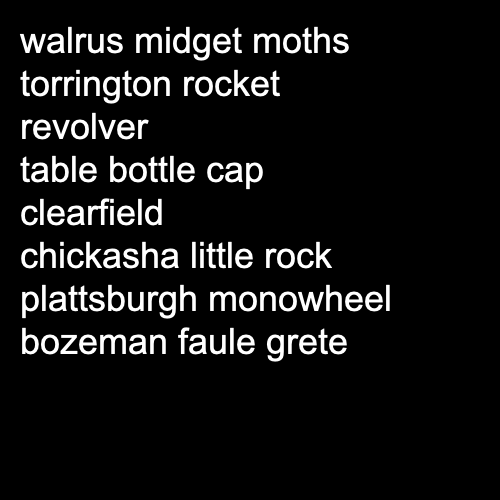 walrus midget moths
torrington rocket
revolver
table bottle cap
clearfield
chickasha little rock
plattsburgh monowheel
bozeman faule grete